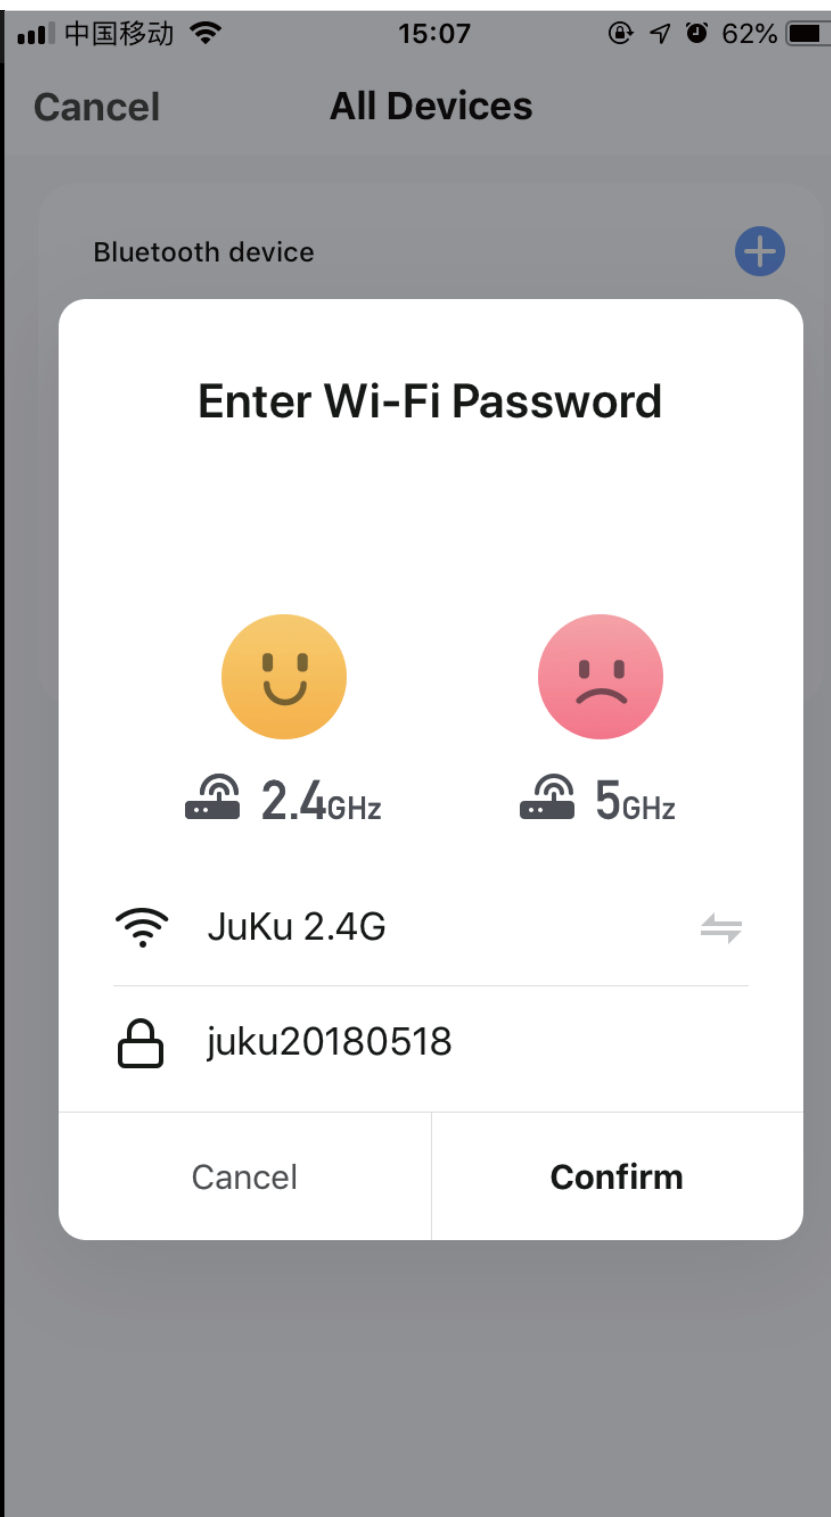 中国移动 15:07 62%
Cancel All Devices
Bluetooth device
Enter Wi-Fi Password
2.4GHz 5GHz
JuKu 2.4G
juku20180518
Cancel Confirm